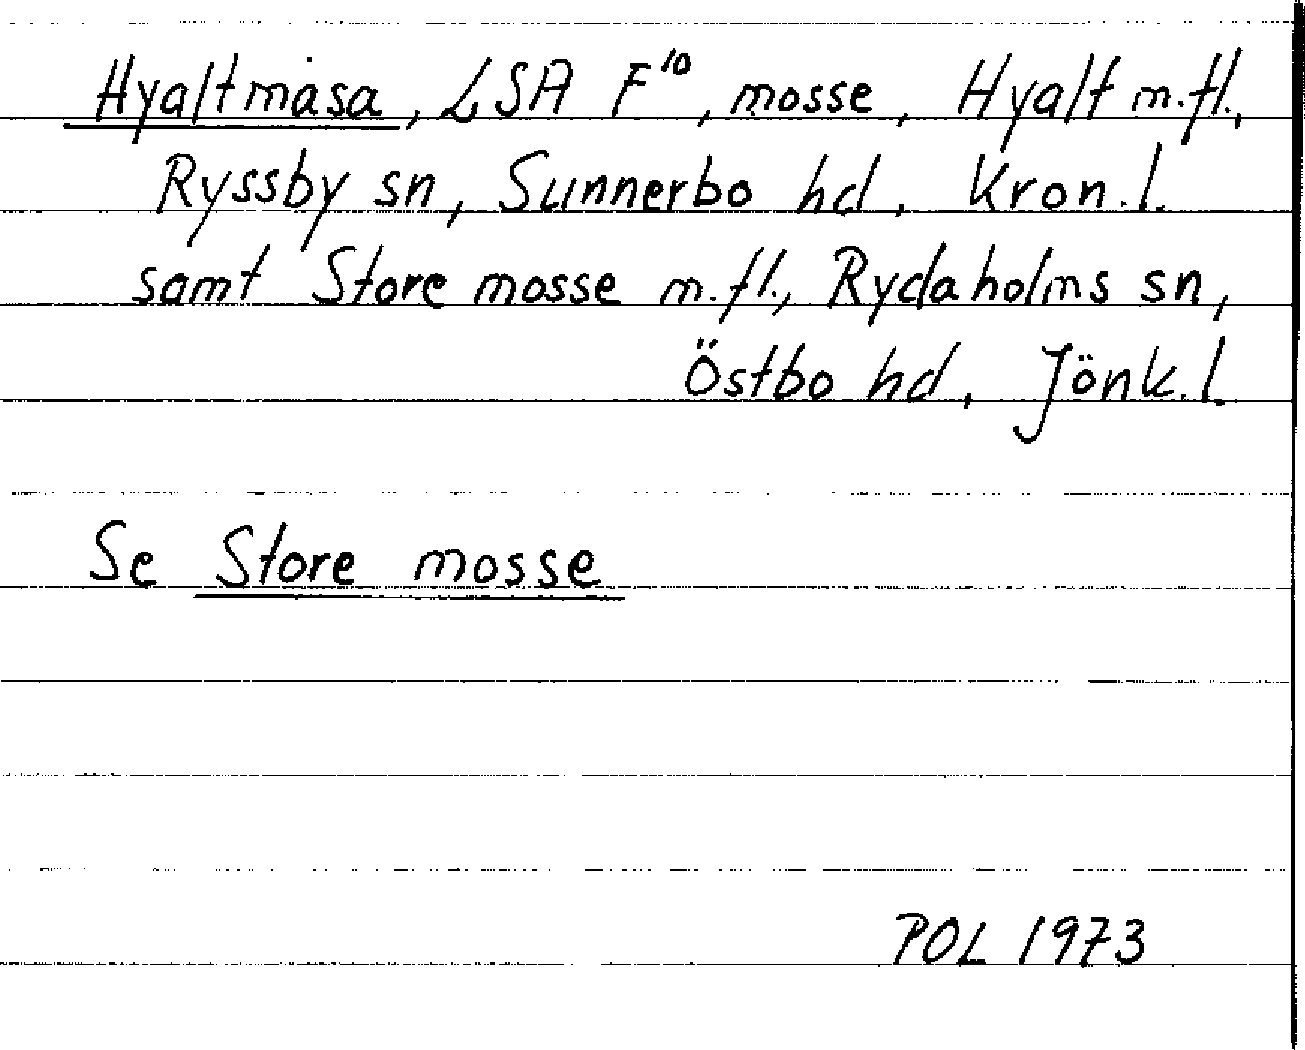 Hyaltmåsa, LSA F¹⁰, mosse, Hyalt m.fl.,
Ryssby sn, Sunnerbo hd, Kron.l.
samt Store mosse m.fl., Rydaholms sn,
Östbo hd, Jönk.l.
Se Store mosse
POL 1973